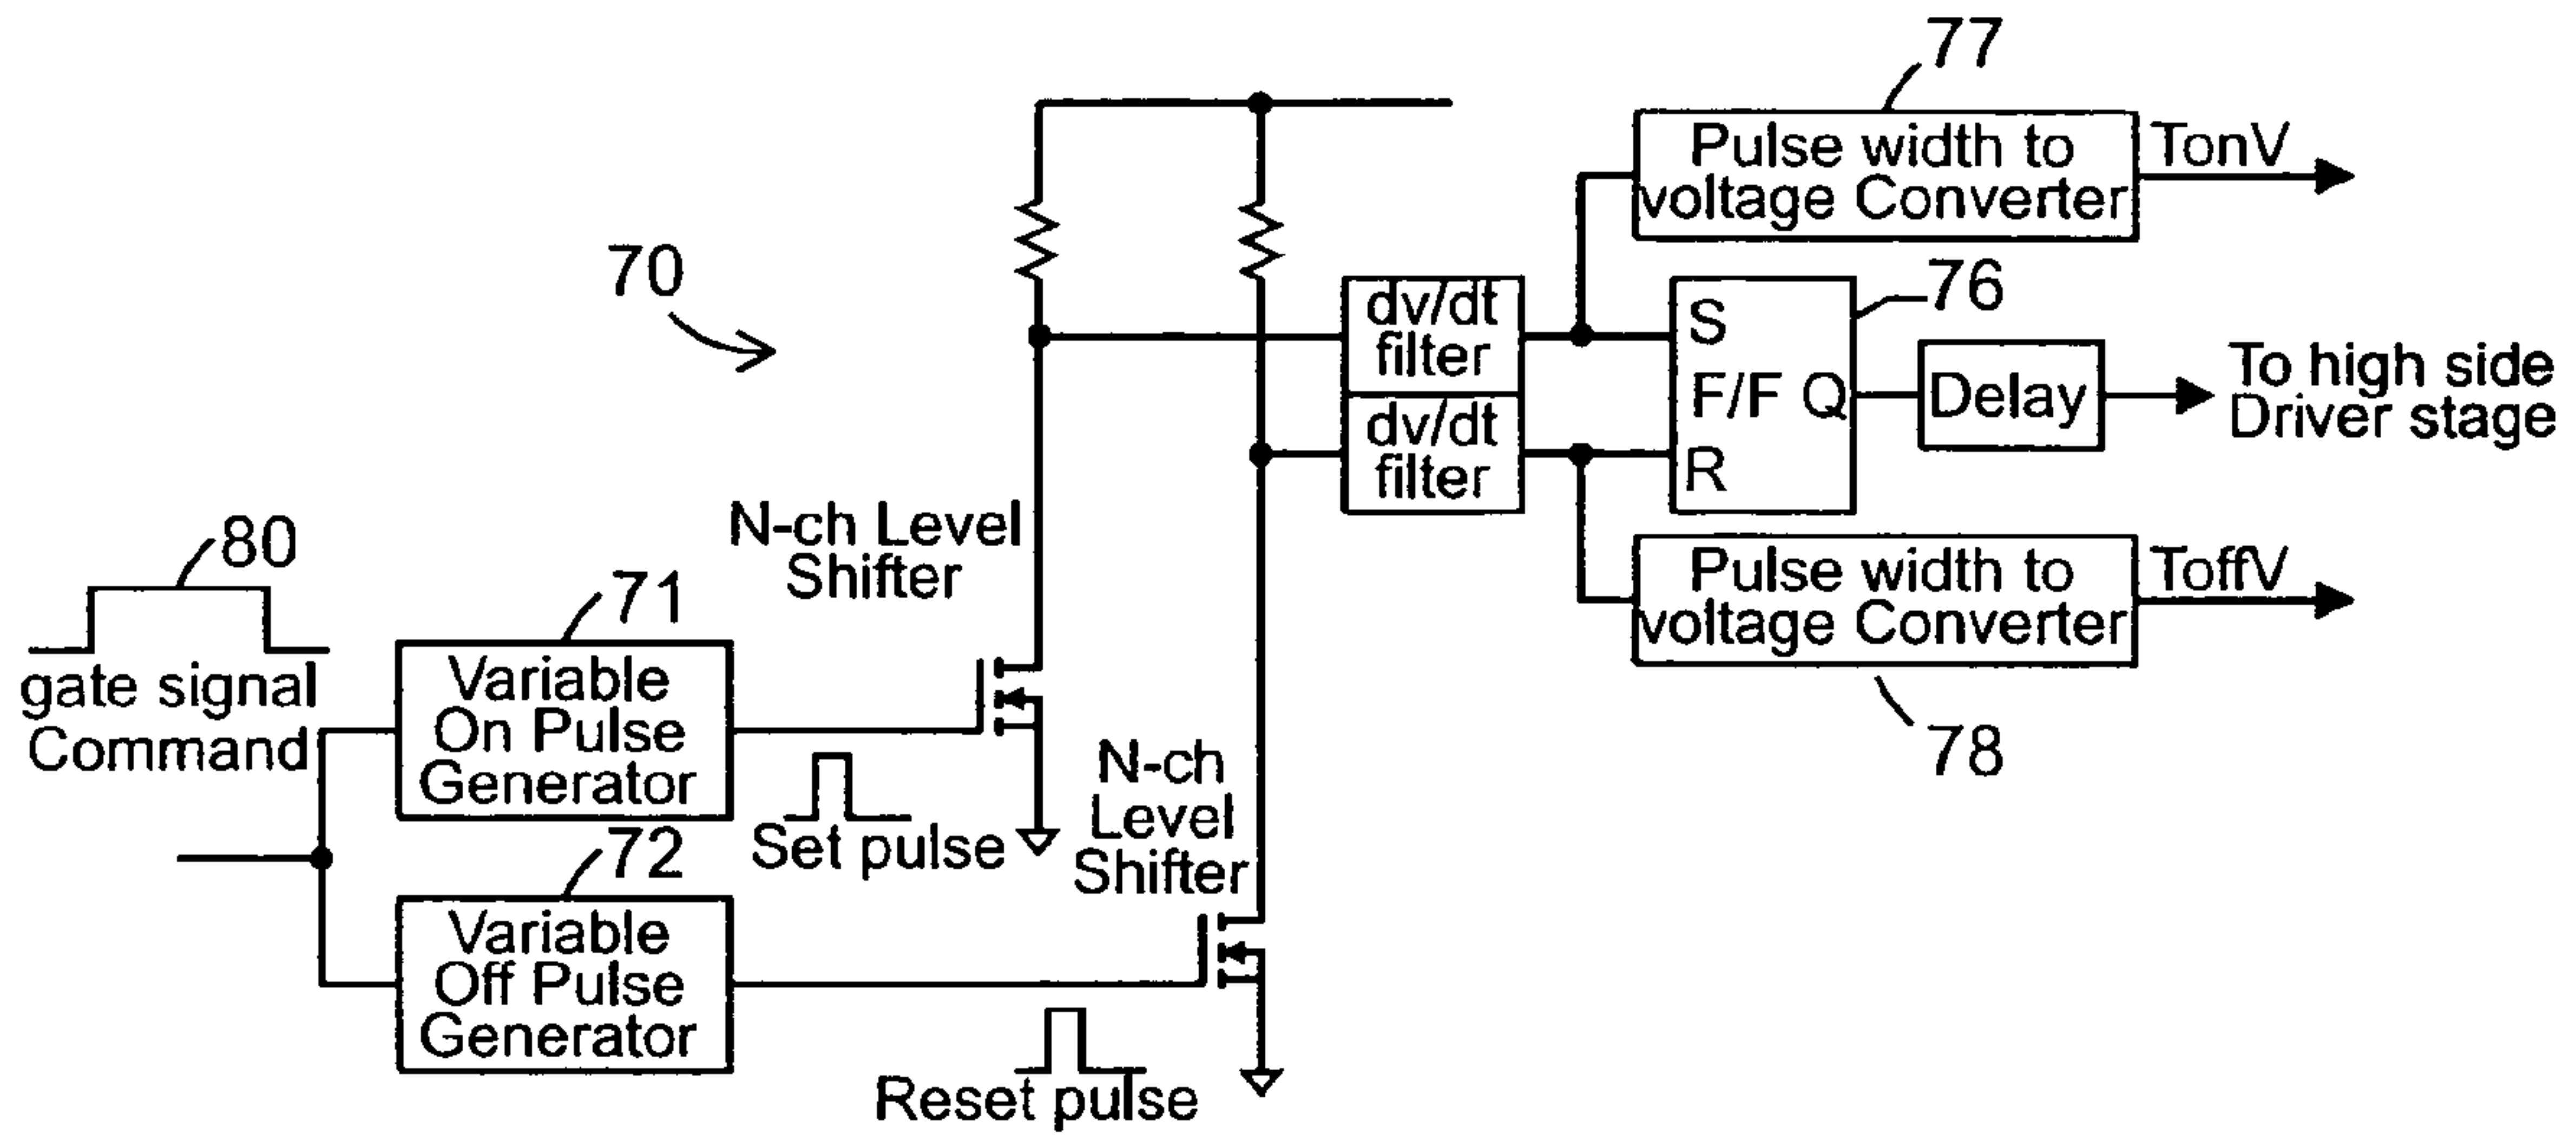 77
Pulse width to
voltage Converter
TonV
70
dv/dt
filter
dv/dt
filter
76
S
F/F Q
R
Delay
To high side
Driver stage
N-ch Level
Shifter
80
gate signal
Command
71
Variable
On Pulse
Generator
Set pulse
72
Variable
Off Pulse
Generator
Reset pulse
N-ch
Level
Shifter
Pulse width to
voltage Converter
ToffV
78